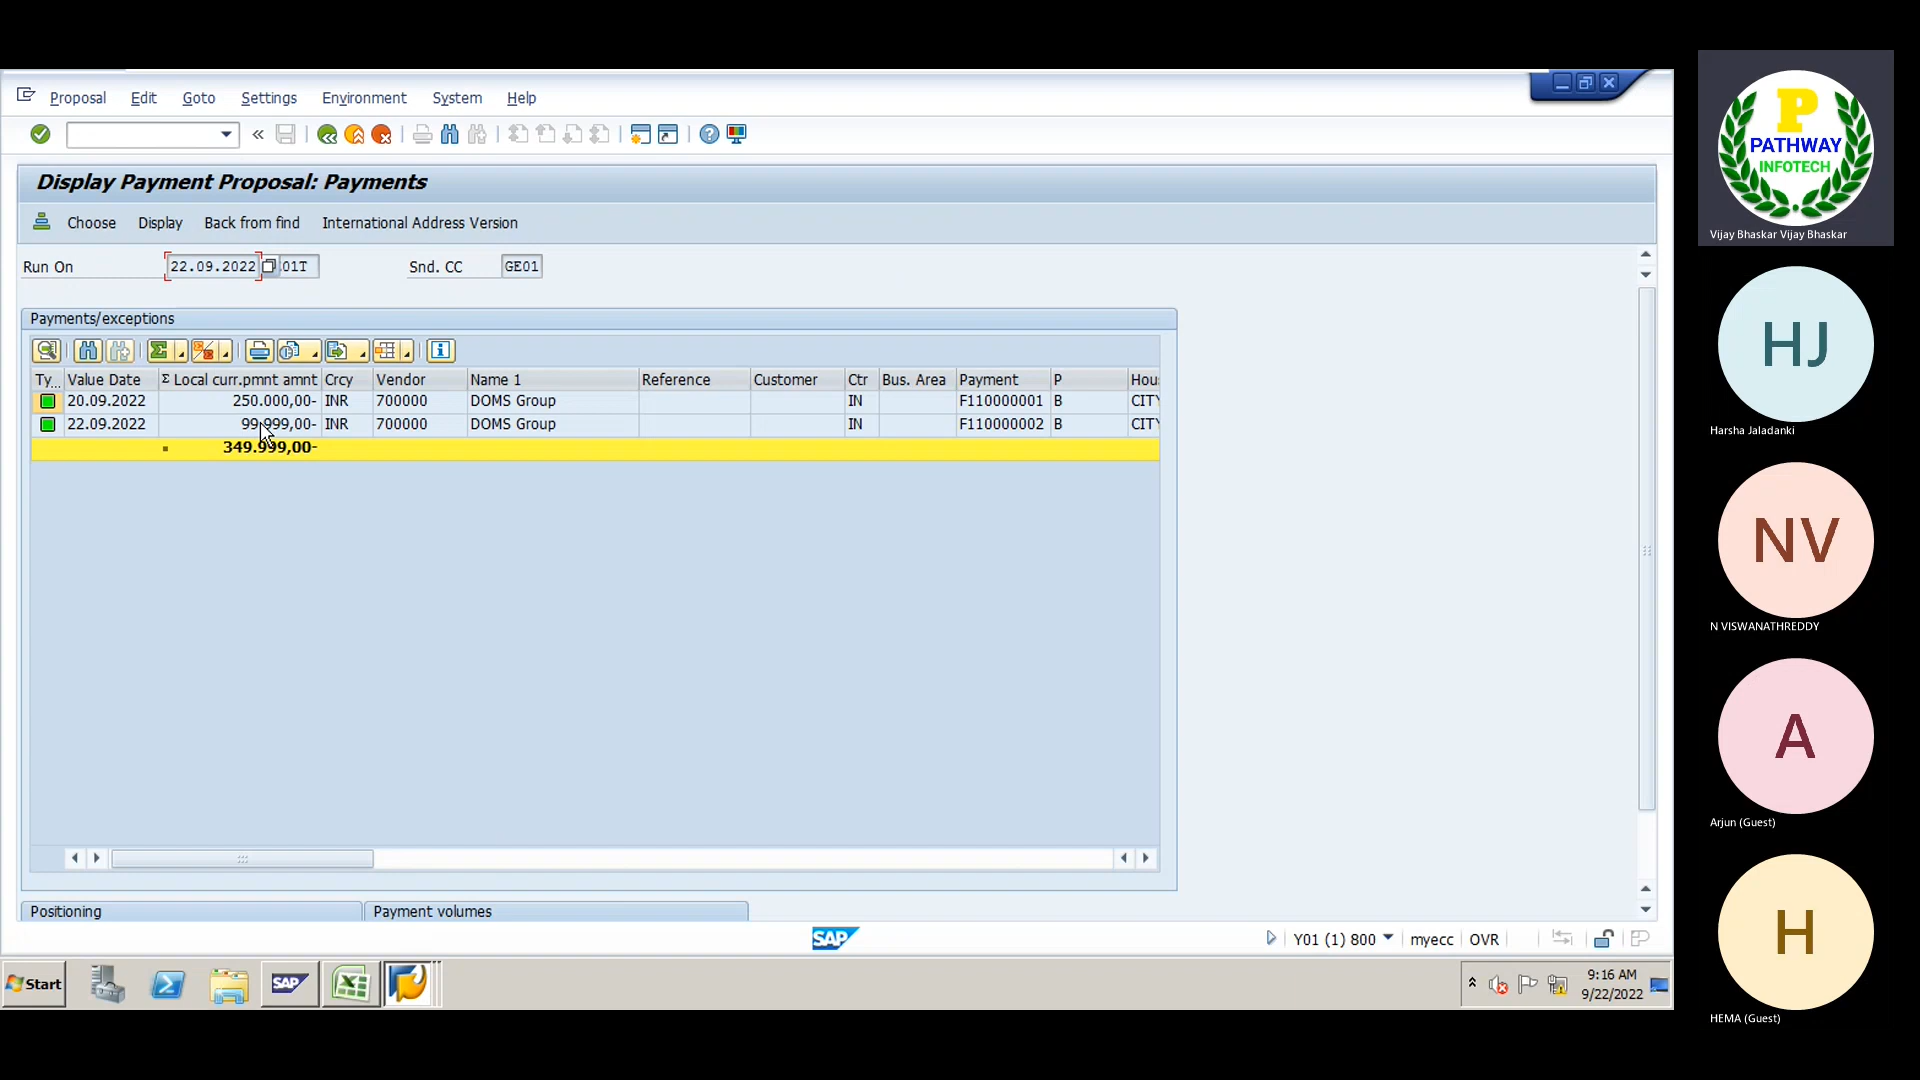 Proposal Edit Goto Settings Environment System Help
Display Payment Proposal: Payments
Choose Display Back from find International Address Version
Run On 22.09.2022 01T Snd. CC GE01
Payments/exceptions
Ty... Value Date Σ Local curr.pmnt amnt Crcy Vendor Name 1 Reference Customer Ctr Bus. Area Payment P Hou
20.09.2022 250.000,00- INR 700000 DOMS Group IN F110000001 B CITY
22.09.2022 99.999,00- INR 700000 DOMS Group IN F110000002 B CITY
349.999,00-
Positioning Payment volumes
SAP Y01 (1) 800 myecc OVR
Start SAP 9:16 AM
9/22/2022
P
PATHWAY
INFOTECH
Vijay Bhaskar Vijay Bhaskar
HJ
Harsha Jaladanki
NV
N VISWANATHREDDY
A
Arjun (Guest)
H
HEMA (Guest)